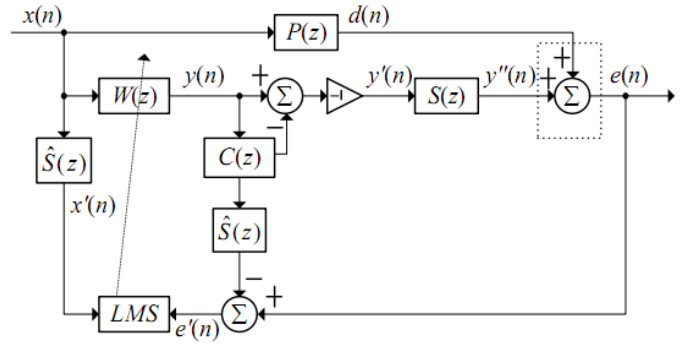 x(n)
P(z)
d(n)
+
W(z)
y(n)
+
Σ
−
-1
y'(n)
S(z)
y''(n)
+
Σ
e(n)
Ŝ(z)
C(z)
x'(n)
Ŝ(z)
−
LMS
e'(n)
Σ
+